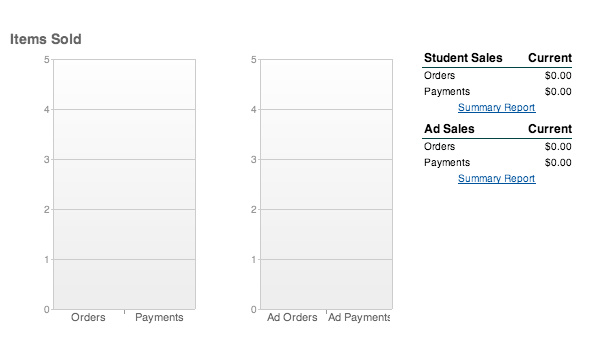 Items Sold
5
4
3
2
1
0
Orders Payments
5
4
3
2
1
0
Ad Orders Ad Payments
Student Sales Current
Orders $0.00
Payments $0.00
Summary Report
Ad Sales Current
Orders $0.00
Payments $0.00
Summary Report